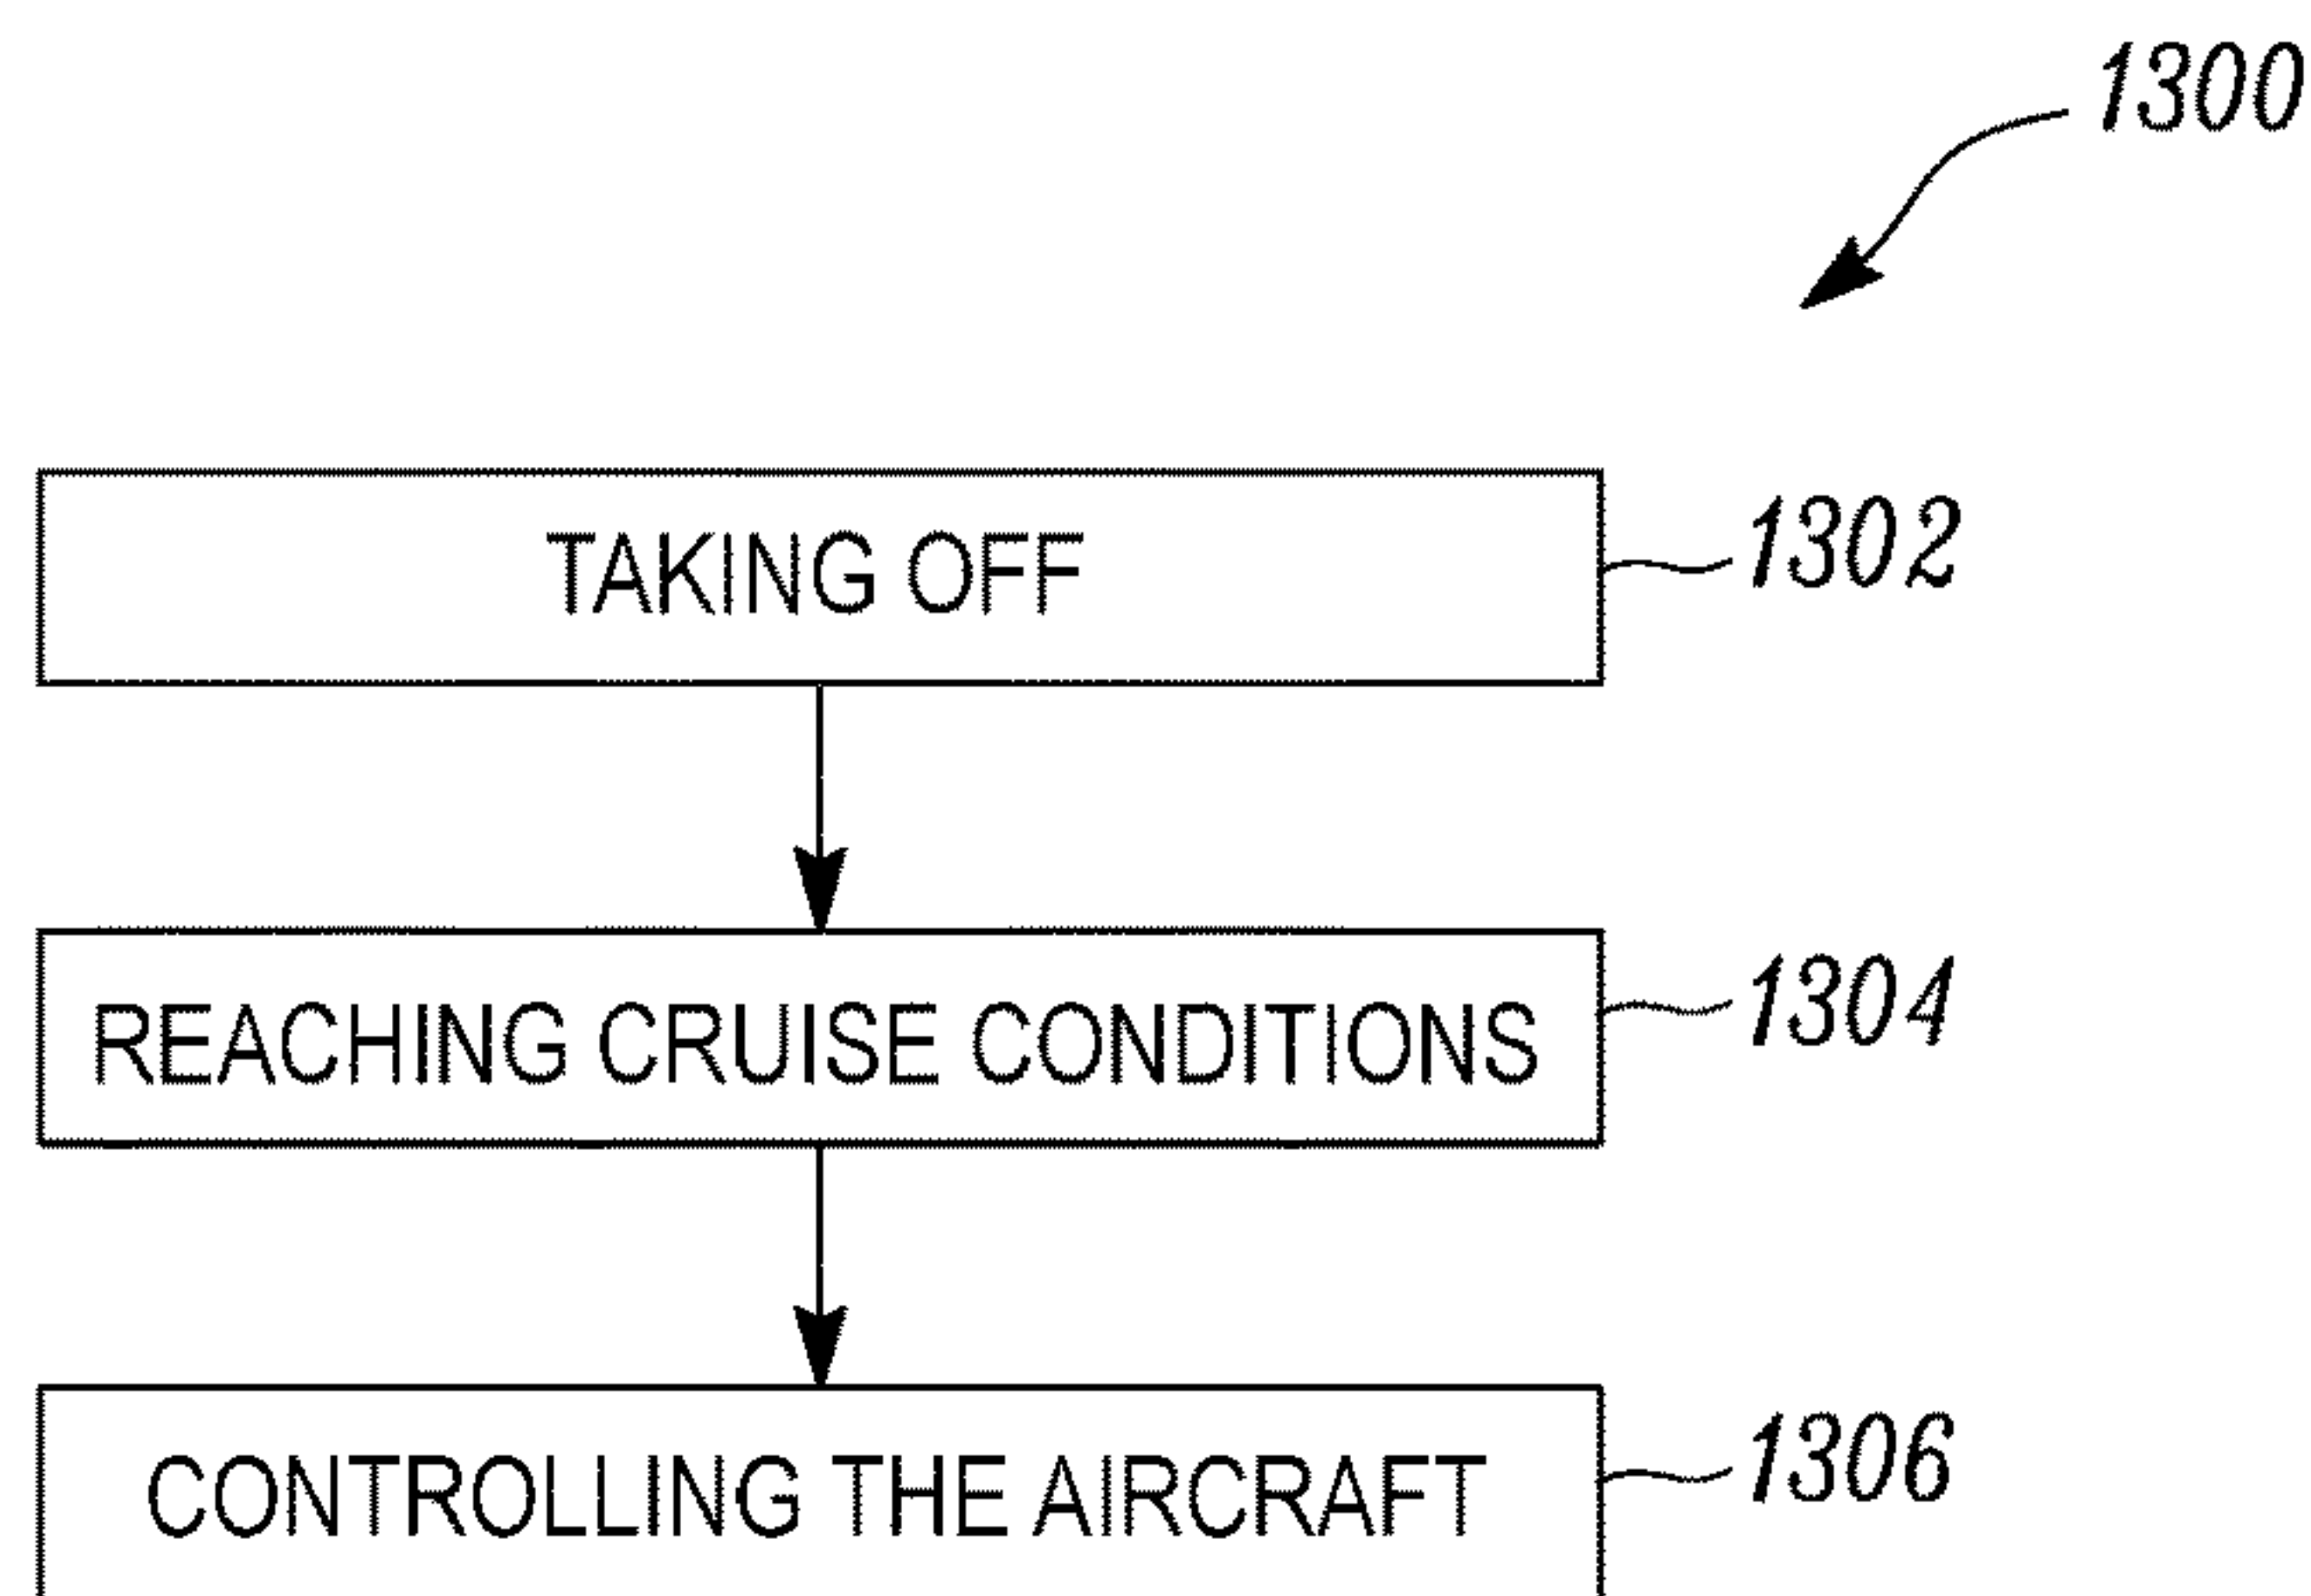 1300
TAKING OFF
1302
REACHING CRUISE CONDITIONS
1304
CONTROLLING THE AIRCRAFT
1306